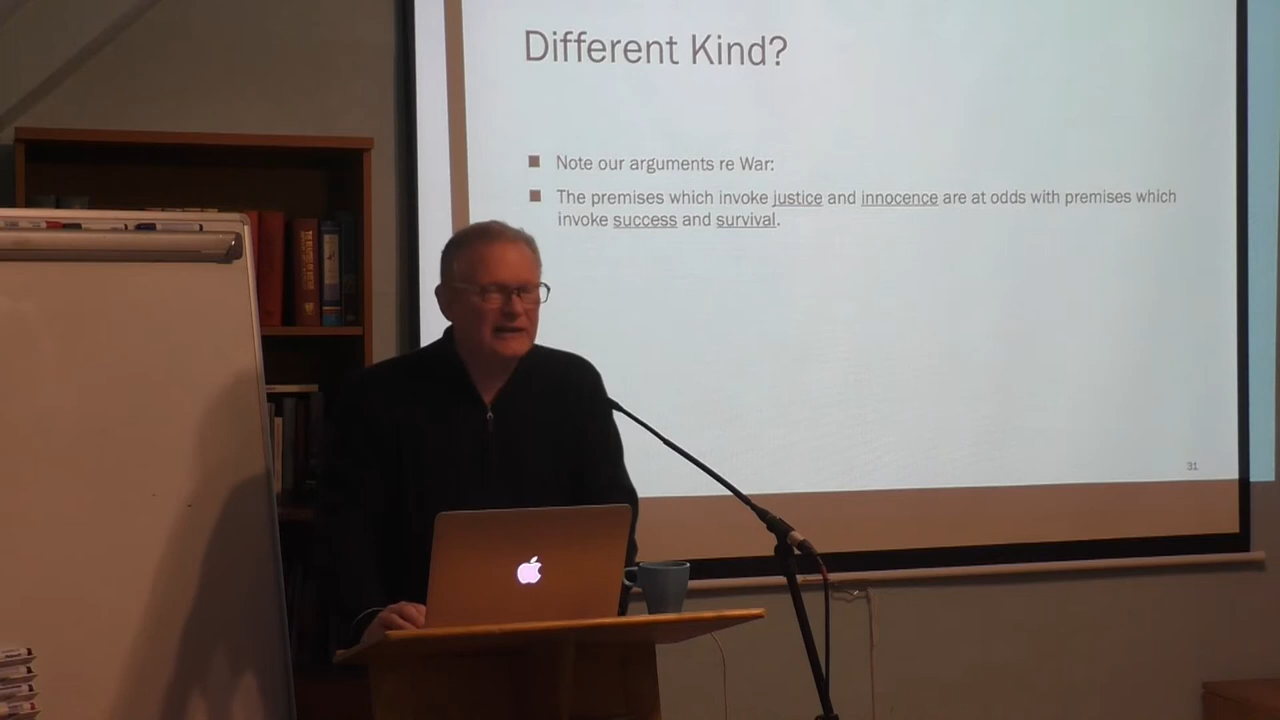 Different Kind?
Note our arguments re War:
The premises which invoke justice and innocence are at odds with premises which
invoke success and survival.
31